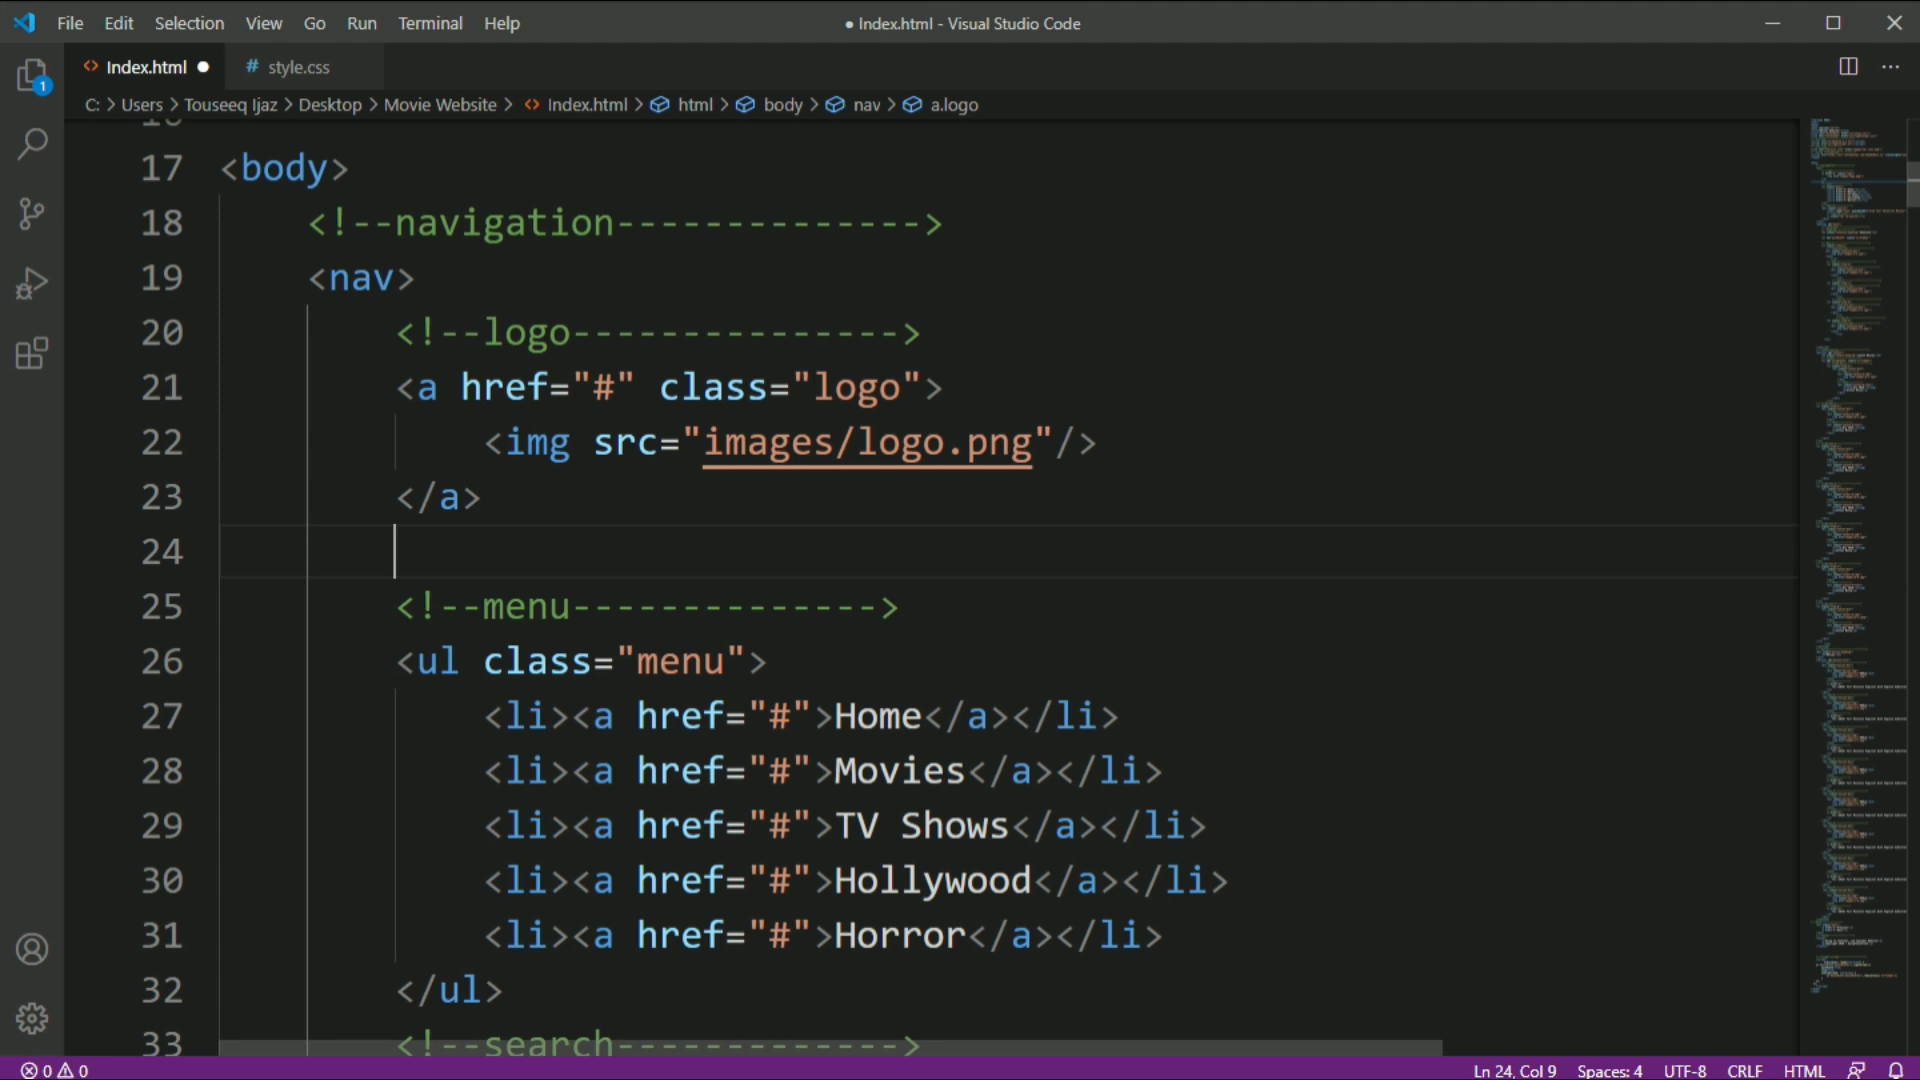 File Edit Selection View Go Run Terminal Help
● Index.html - Visual Studio Code
<> Index.html ● # style.css
C: > Users > Touseeq Ijaz > Desktop > Movie Website > <> Index.html > html > body > nav > a.logo
1
17 <body>
18 <!--navigation-------------->
19 <nav>
20 <!--logo--------------->
21 <a href="#" class="logo">
22 <img src="images/logo.png"/>
23 </a>
24
25 <!--menu-------------->
26 <ul class="menu">
27 <li><a href="#">Home</a></li>
28 <li><a href="#">Movies</a></li>
29 <li><a href="#">TV Shows</a></li>
30 <li><a href="#">Hollywood</a></li>
31 <li><a href="#">Horror</a></li>
32 </ul>
33 <!--search------------->
0 0 Ln 24, Col 9 Spaces: 4 UTF-8 CRLF HTML